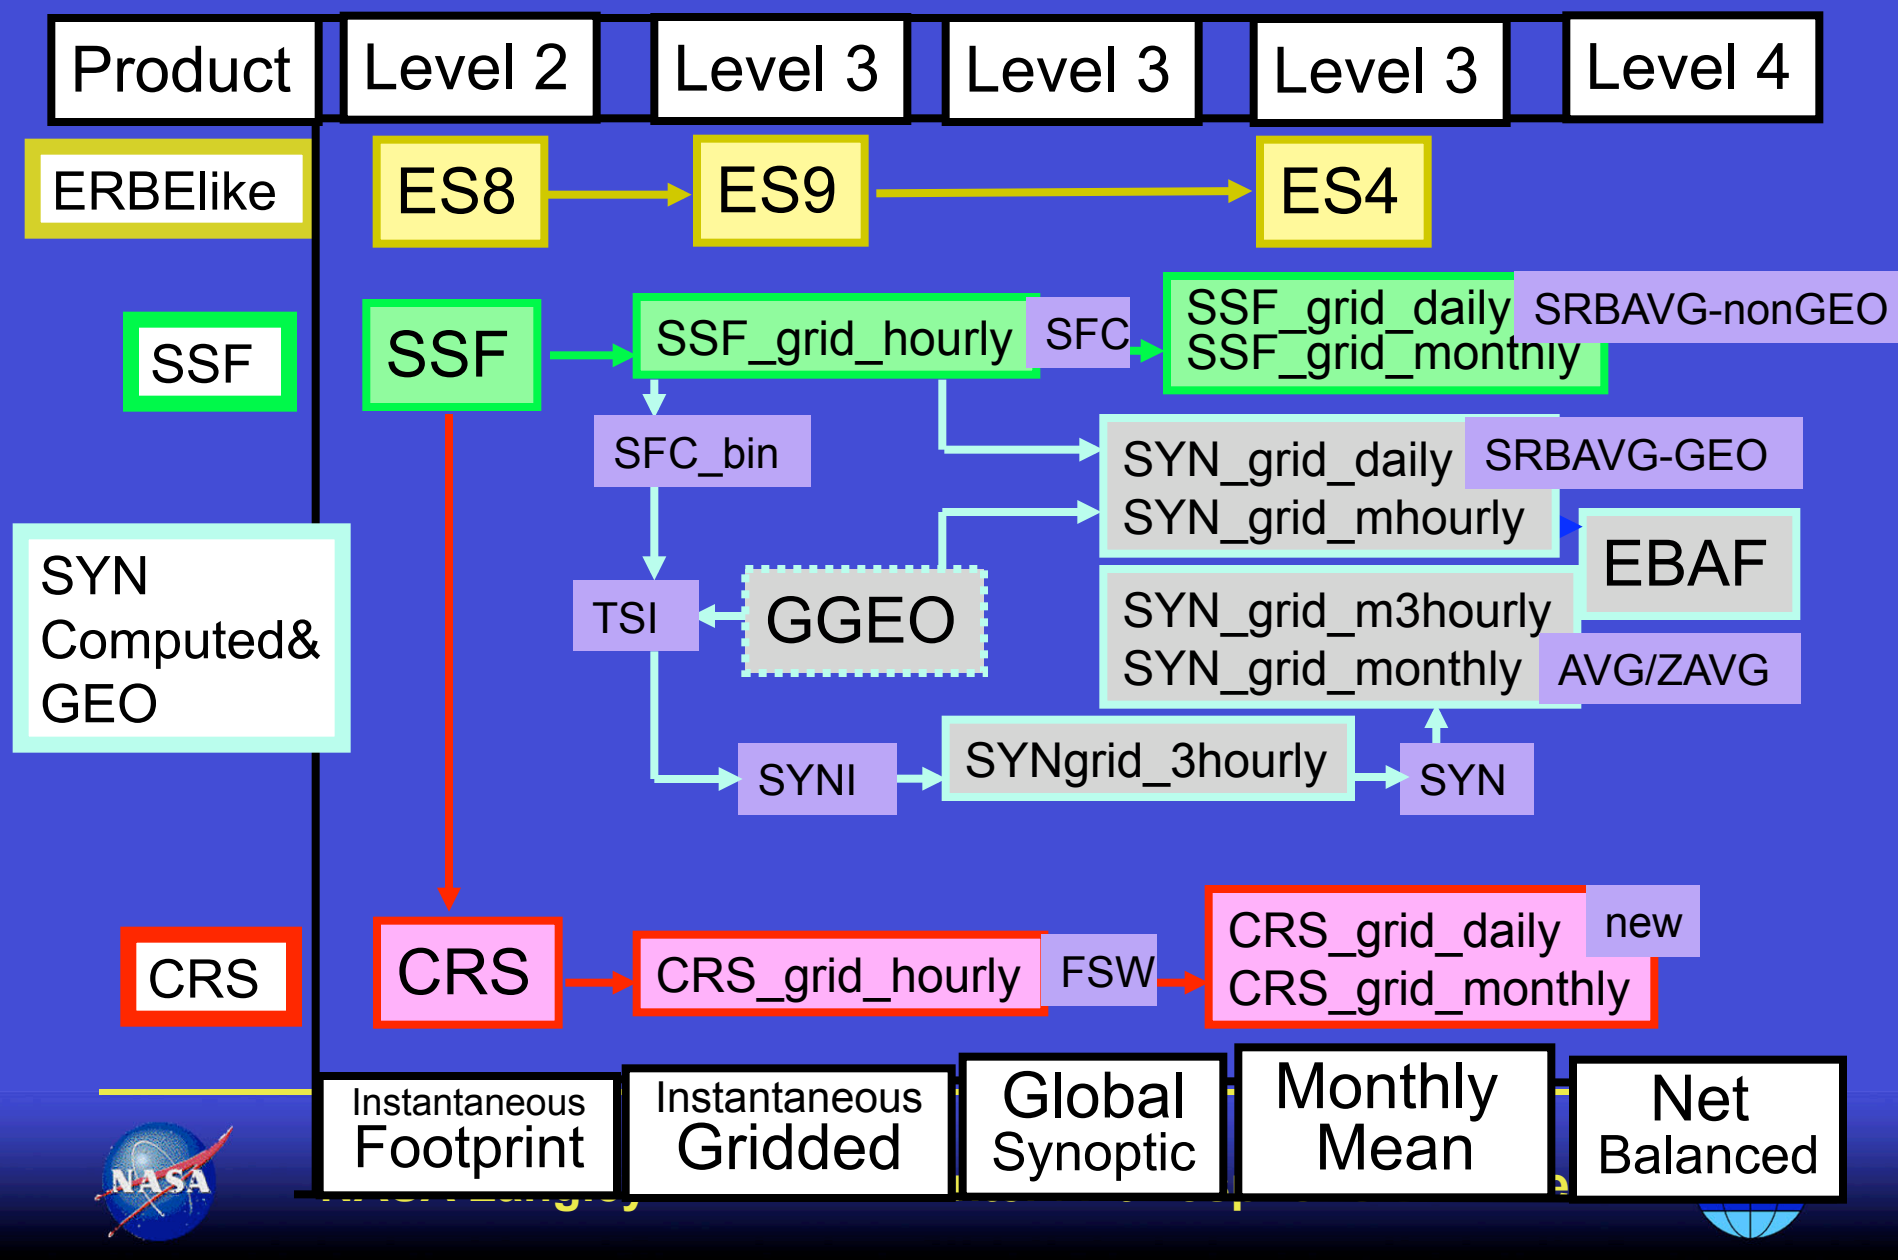 Product
Level 2
Level 3
Level 3
Level 3
Level 4
ERBElike
ES8
ES9
ES4
SSF
SSF
SSF_grid_hourly
SFC
SSF_grid_daily
SSF_grid_monthly
SRBAVG-nonGEO
SFC_bin
SYN_grid_daily
SYN_grid_mhourly
SRBAVG-GEO
EBAF
SYN
Computed&
GEO
TSI
GGEO
SYN_grid_m3hourly
SYN_grid_monthly
AVG/ZAVG
SYNI
SYNgrid_3hourly
SYN
CRS
CRS
CRS_grid_hourly
FSW
CRS_grid_daily
CRS_grid_monthly
new
Instantaneous
Footprint
Instantaneous
Gridded
Global
Synoptic
Monthly
Mean
Net
Balanced
NASA
NASA Langley